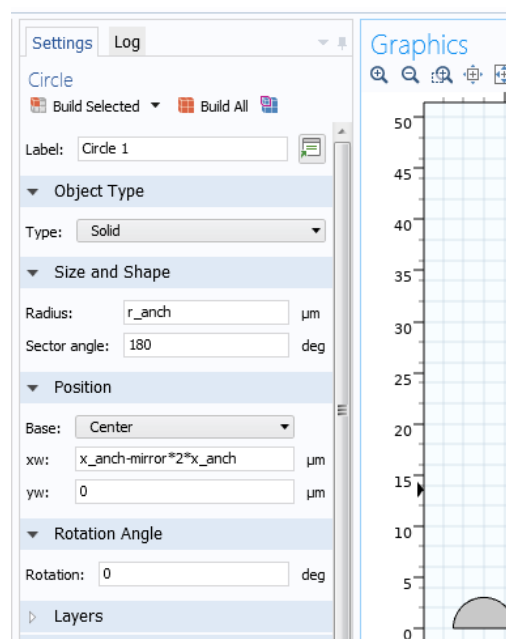 Settings Log
Circle
Build Selected Build All
Label: Circle 1
Object Type
Type: Solid
Size and Shape
Radius: r_anch µm
Sector angle: 180 deg
Position
Base: Center
xw: x_anch-mirror*2*x_anch µm
yw: 0 µm
Rotation Angle
Rotation: 0 deg
Layers
Graphics
50
45
40
35
30
25
20
15
10
5
0